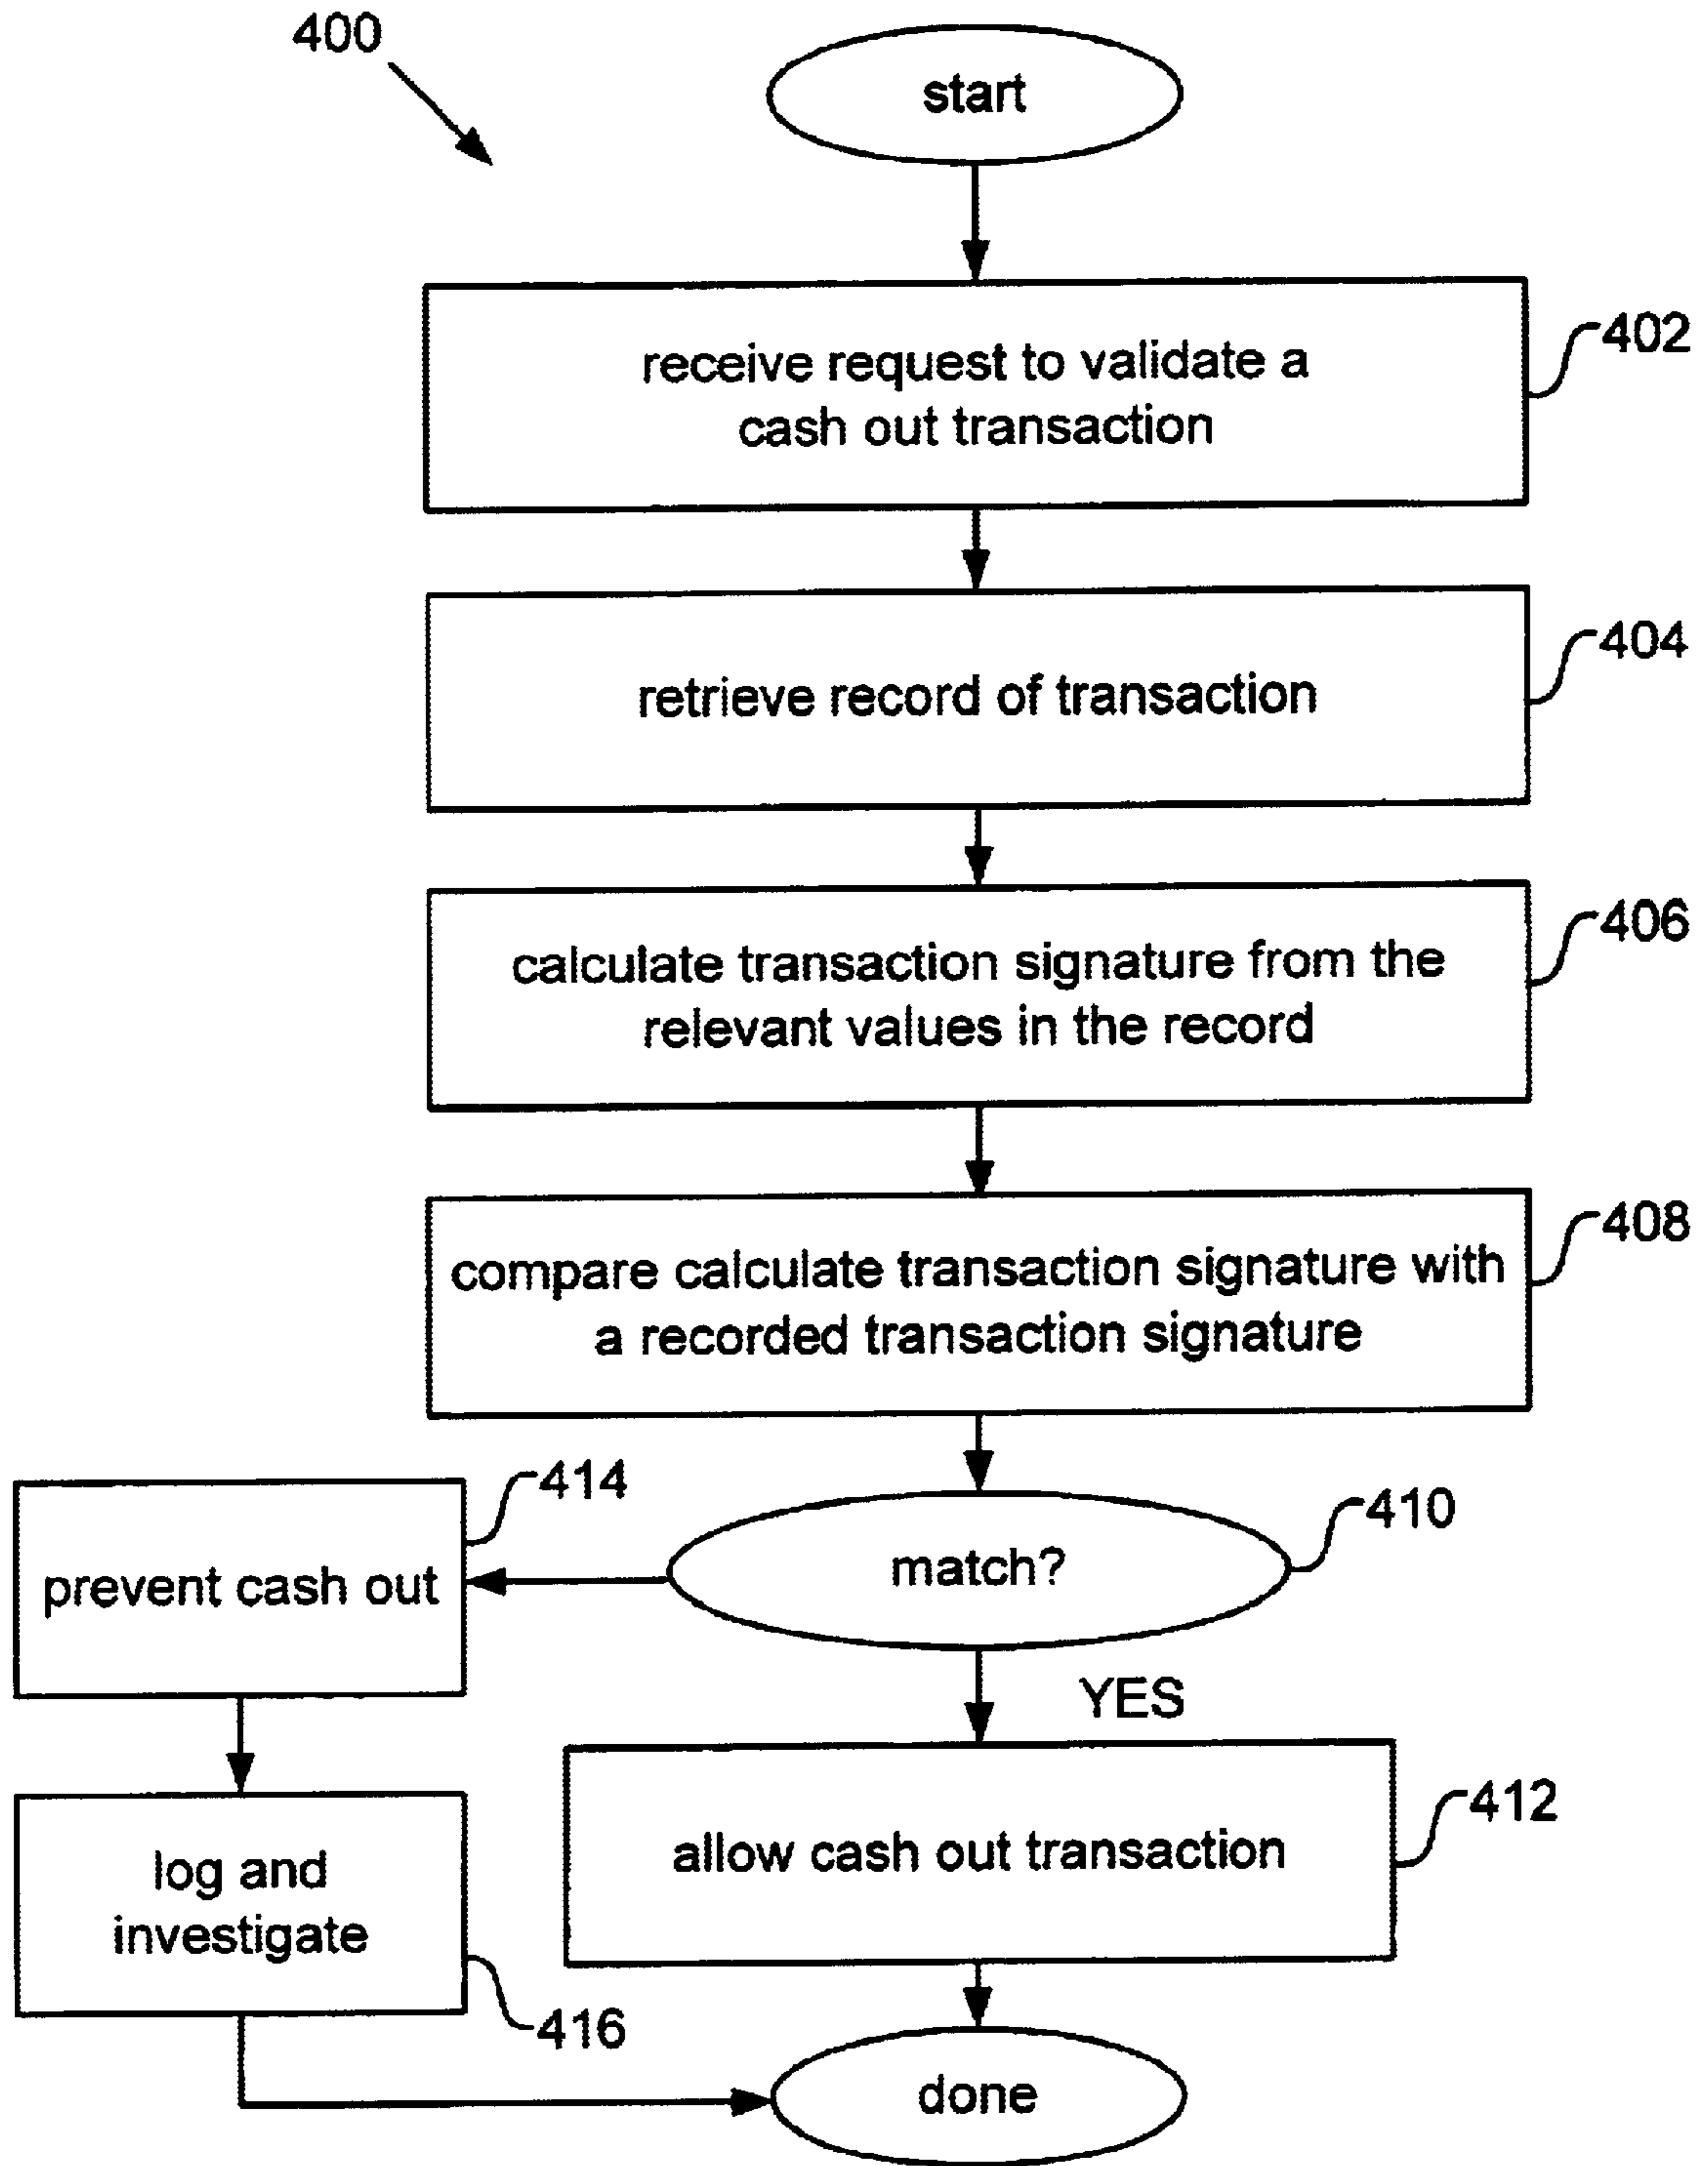 400
start
receive request to validate a
cash out transaction
402
retrieve record of transaction
404
calculate transaction signature from the
relevant values in the record
406
compare calculate transaction signature with
a recorded transaction signature
408
match?
410
prevent cash out
414
YES
allow cash out transaction
412
log and
investigate
416
done